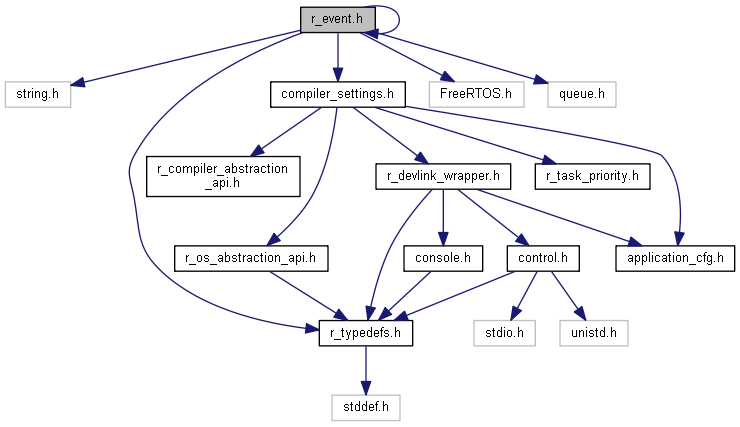 r_event.h
string.h
compiler_settings.h
FreeRTOS.h
queue.h
r_compiler_abstraction
_api.h
r_devlink_wrapper.h
r_task_priority.h
r_os_abstraction_api.h
console.h
control.h
application_cfg.h
r_typedefs.h
stdio.h
unistd.h
stddef.h